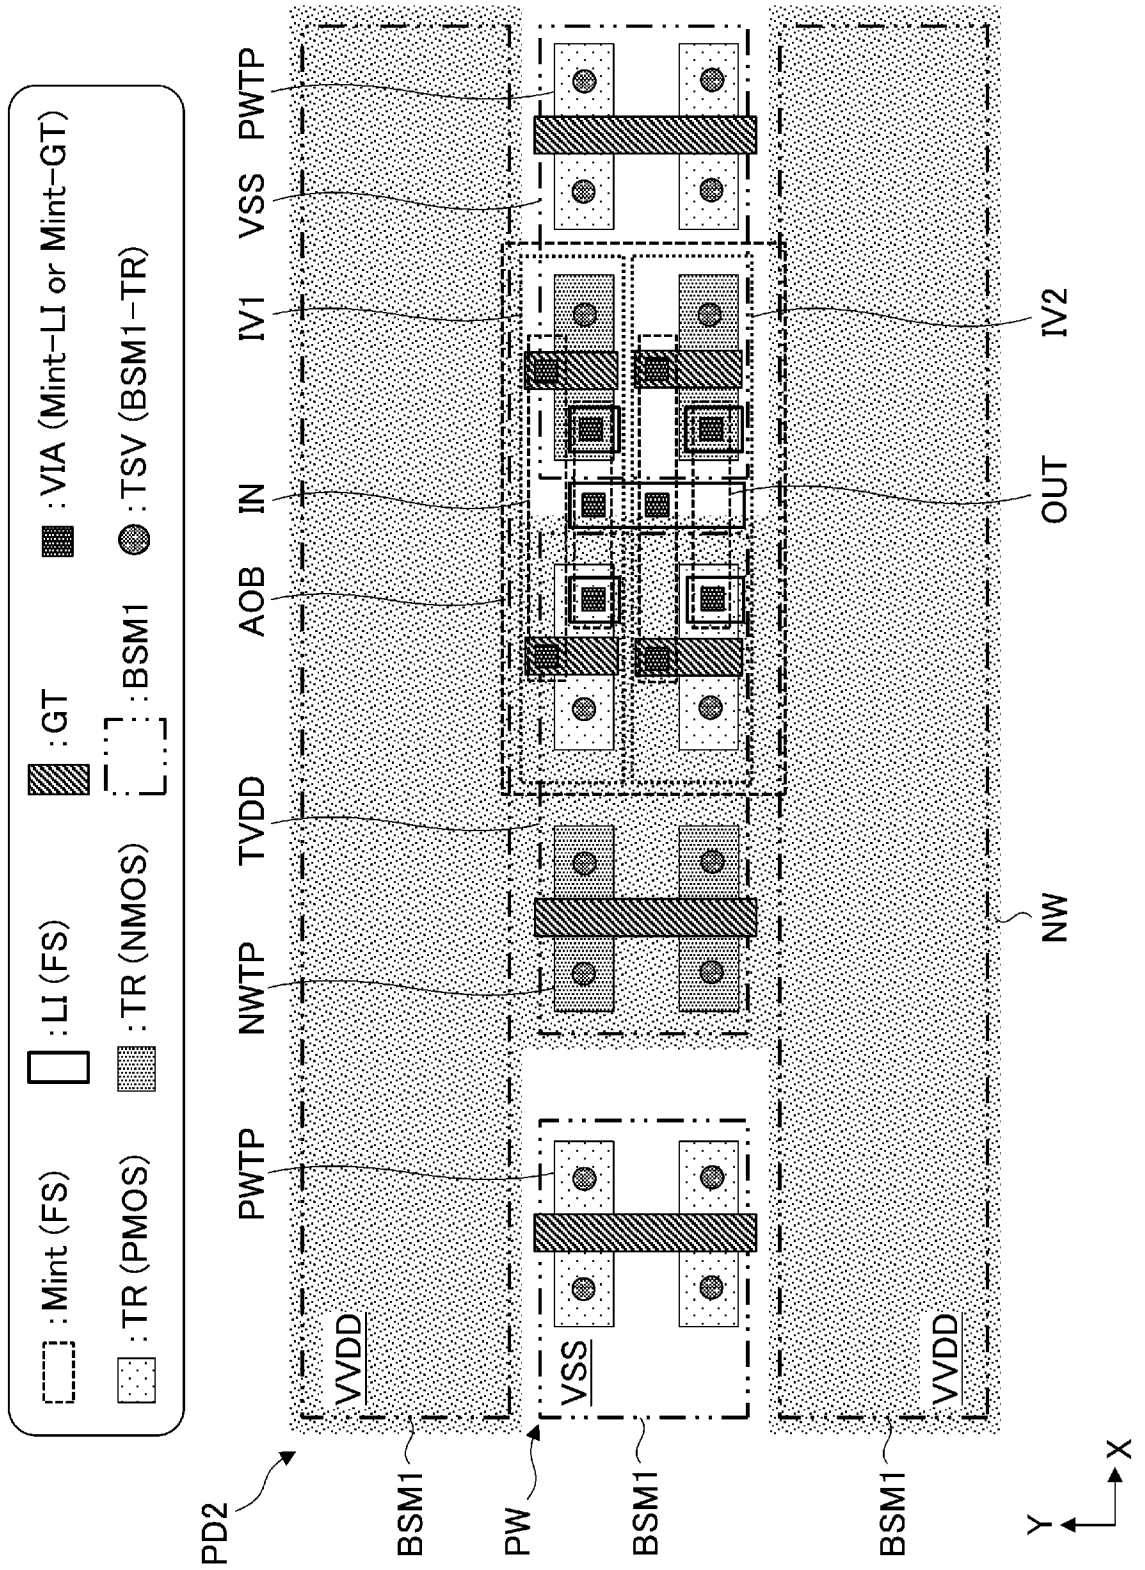 :Mint (FS)
:LI (FS)
:GT
:VIA (Mint-LI or Mint-GT)
:TR (PMOS)
:TR (NMOS)
:BSM1
:TSV (BSM1-TR)
PD2
PWTP
NWTP
TVDD
AOB
IN
IV1
VSS
PWTP
BSM1
VVDD
PW
BSM1
VSS
BSM1
VVDD
NW
OUT
IV2
Y
X